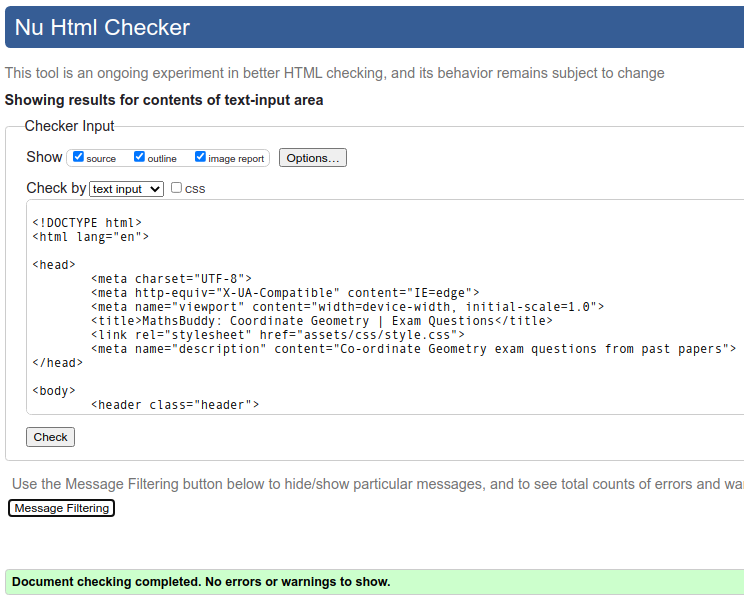 Nu Html Checker
This tool is an ongoing experiment in better HTML checking, and its behavior remains subject to change
Showing results for contents of text-input area
Checker Input
Show source outline image report Options...
Check by text input css
<!DOCTYPE html>
<html lang="en">
<head>
<meta charset="UTF-8">
<meta http-equiv="X-UA-Compatible" content="IE=edge">
<meta name="viewport" content="width=device-width, initial-scale=1.0">
<title>MathsBuddy: Coordinate Geometry | Exam Questions</title>
<link rel="stylesheet" href="assets/css/style.css">
<meta name="description" content="Co-ordinate Geometry exam questions from past papers">
</head>
<body>
<header class="header">
Check
Use the Message Filtering button below to hide/show particular messages, and to see total counts of errors and
Message Filtering
Document checking completed. No errors or warnings to show.